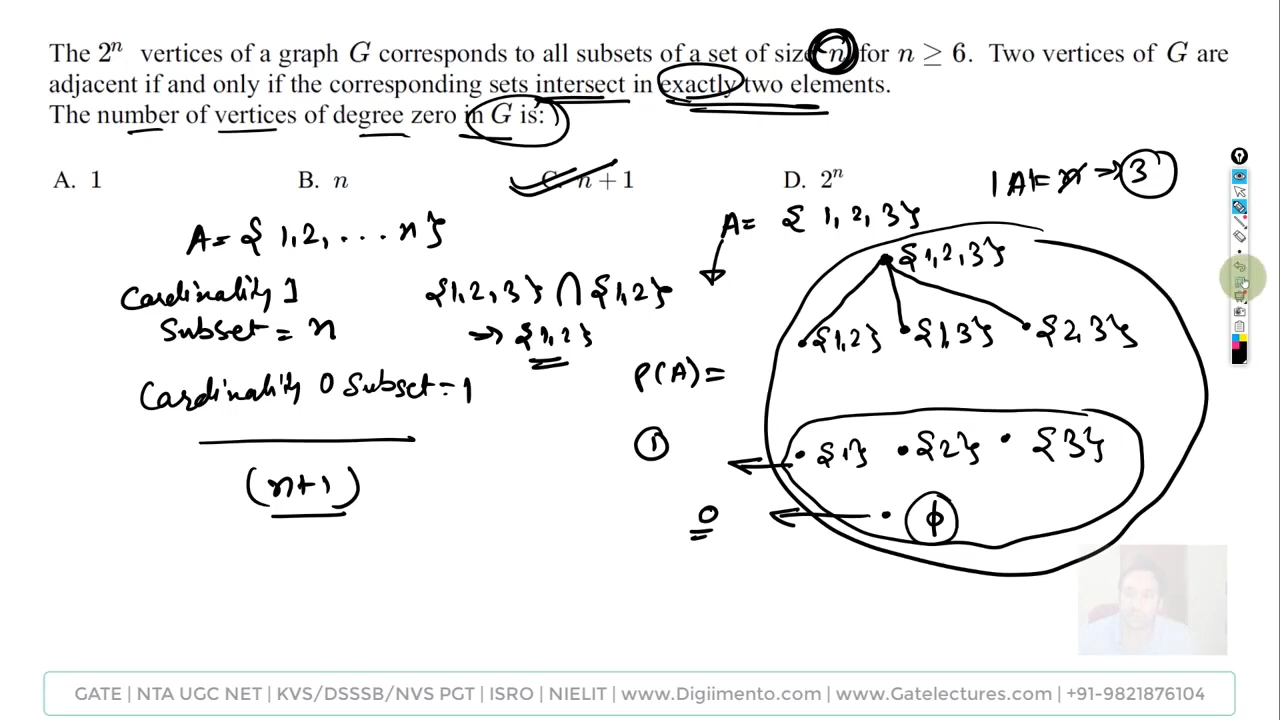 The 2ⁿ vertices of a graph G corresponds to all subsets of a set of size n for n ≥ 6. Two vertices of G are
adjacent if and only if the corresponding sets intersect in exactly two elements.
The number of vertices of degree zero in G is:
A. 1 B. n C. n + 1 D. 2ⁿ
|A|= n ⇒ 3
A= { 1,2, ... n}
Cardinality 1
Subset = n
Cardinality 0 Subset = 1
(n+1)
{1,2,3} ∩ {1,2}
→ {1,2}
A= { 1, 2, 3}
P(A) =
{1,2,3}
{1,2} {1,3} {2,3}
1
{1} {2} {3}
0
ϕ
GATE | NTA UGC NET | KVS/DSSSB/NVS PGT | ISRO | NIELIT | www.Digiimento.com | www.Gatelectures.com | +91-9821876104